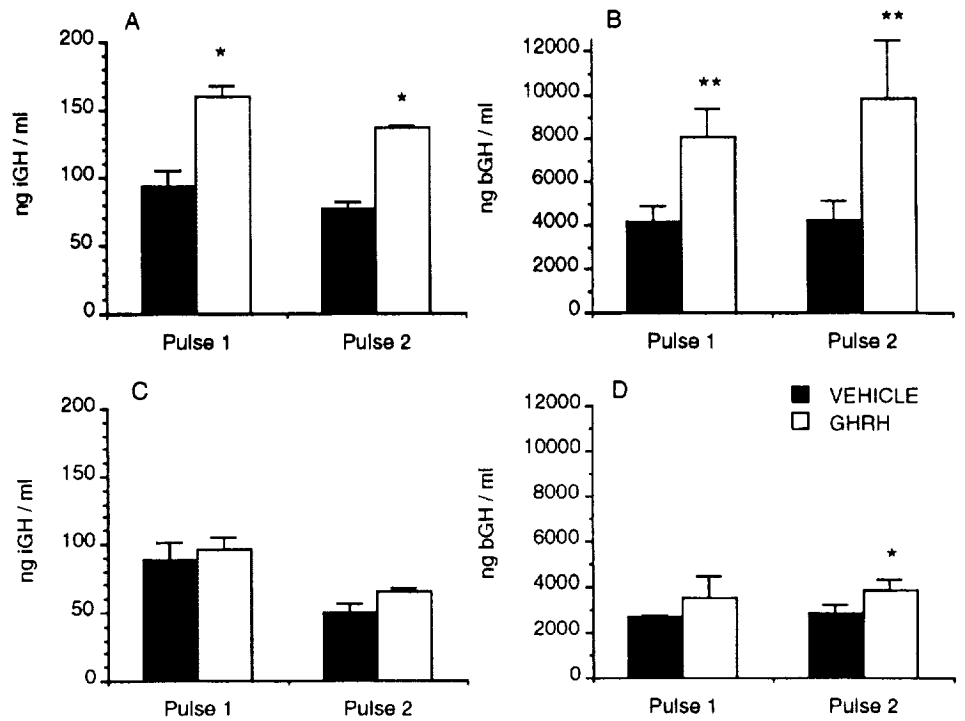 A
ng iGH / ml
200
150
100
50
0
*
*
Pulse 1
Pulse 2
B
ng bGH / ml
12000
10000
8000
6000
4000
2000
0
**
**
Pulse 1
Pulse 2
C
ng iGH / ml
200
150
100
50
0
Pulse 1
Pulse 2
D
ng bGH / ml
12000
10000
8000
6000
4000
2000
0
VEHICLE
GHRH
*
Pulse 1
Pulse 2